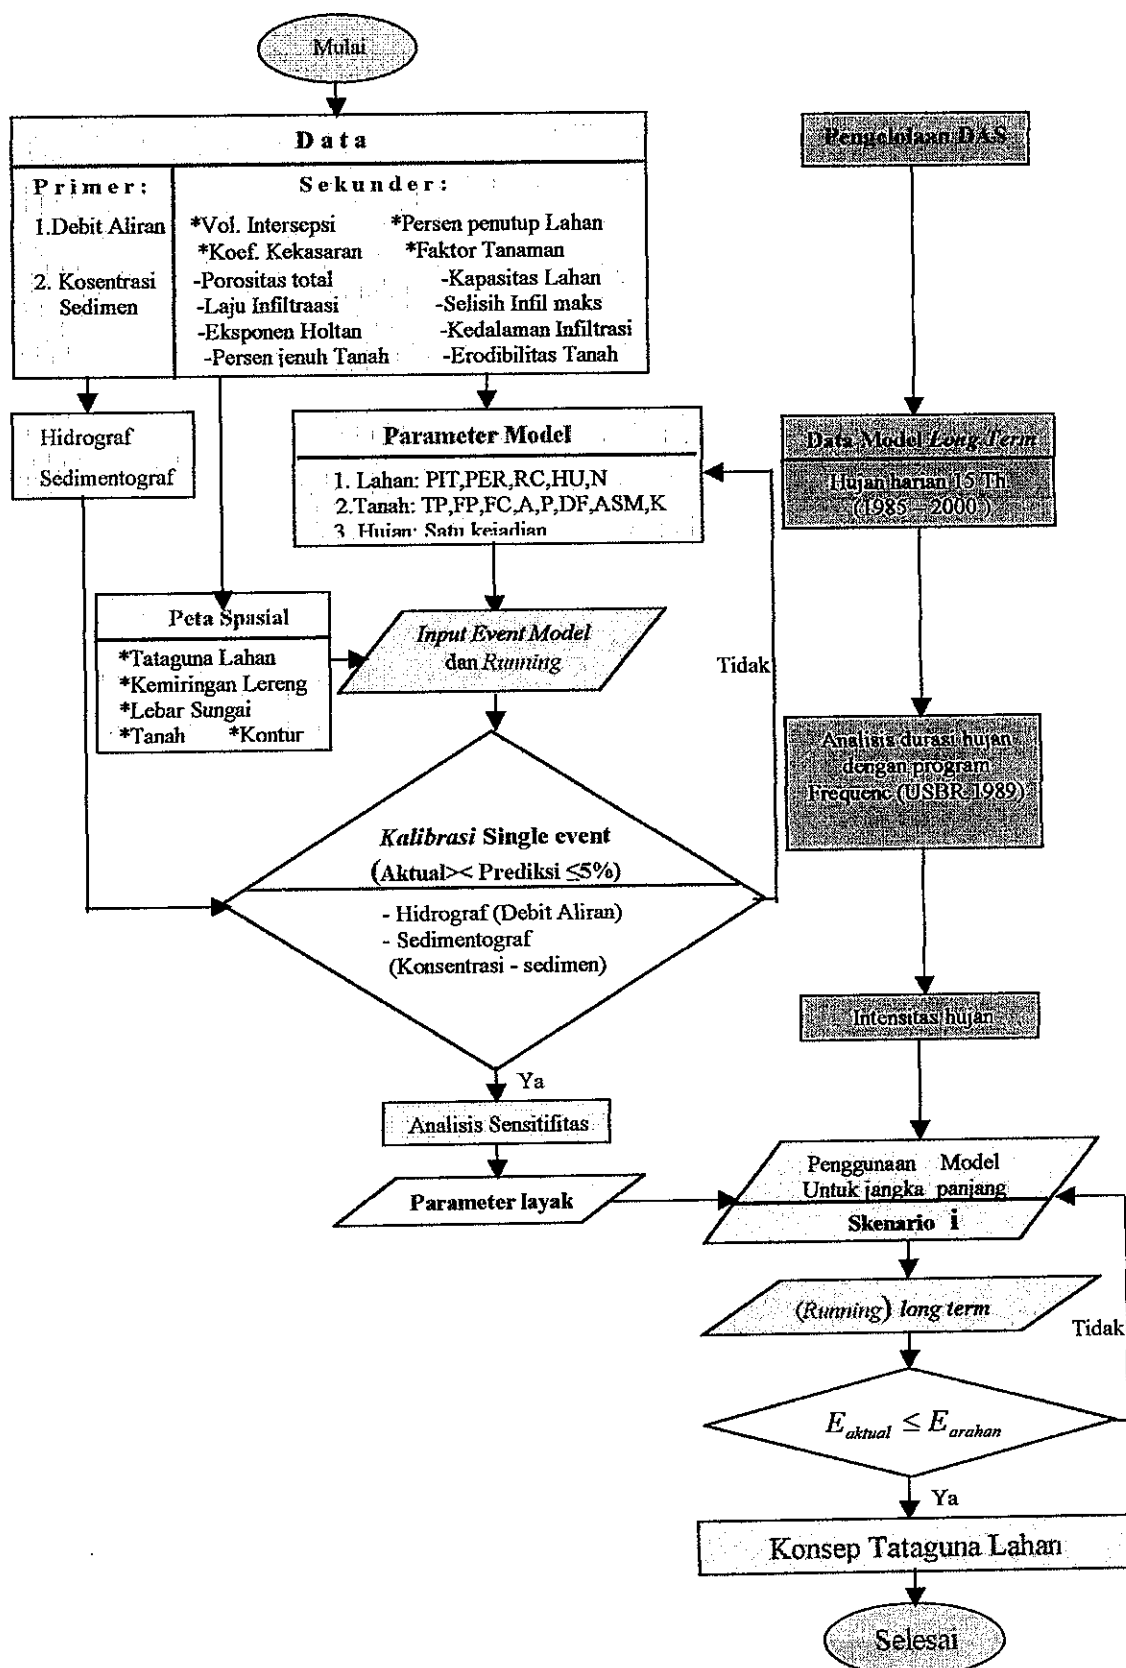 Mulai
Data
Primer:
1.Debit Aliran
2. Kosentrasi
Sedimen
Sekunder:
*Vol. Intersepsi *Persen penutup Lahan
*Koef. Kekasaran *Faktor Tanaman
-Porositas total -Kapasitas Lahan
-Laju Infiltraasi -Selisih Infil maks
-Eksponen Holtan -Kedalaman Infiltrasi
-Persen jenuh Tanah -Erodibilitas Tanah
Hidrograf
Sedimentograf
Parameter Model
1. Lahan: PIT,PER,RC,HU,N
2.Tanah: TP,FP,FC,A,P,DF,ASM,K
3. Hujan: Satu kejadian
Peta Spasial
*Tataguna Lahan
*Kemiringan Lereng
*Lebar Sungai
*Tanah *Kontur
Input Event Model
dan Running
Tidak
Kalibrasi Single event
(Aktual>< Prediksi ≤5%)
- Hidrograf (Debit Aliran)
- Sedimentograf
(Konsentrasi - sedimen)
Ya
Analisis Sensitifitas
Parameter layak
Pengelolaan DAS
Data Model Long Term
Hujan harian 15 Th
(1985 – 2000 )
Analisis durasi hujan
dengan program
Frequenc (USBR 1989)
Intensitas hujan
Penggunaan Model
Untuk jangka panjang
Skenario i
(Running) long term
Tidak
E aktual ≤ E arahan
Ya
Konsep Tataguna Lahan
Selesai